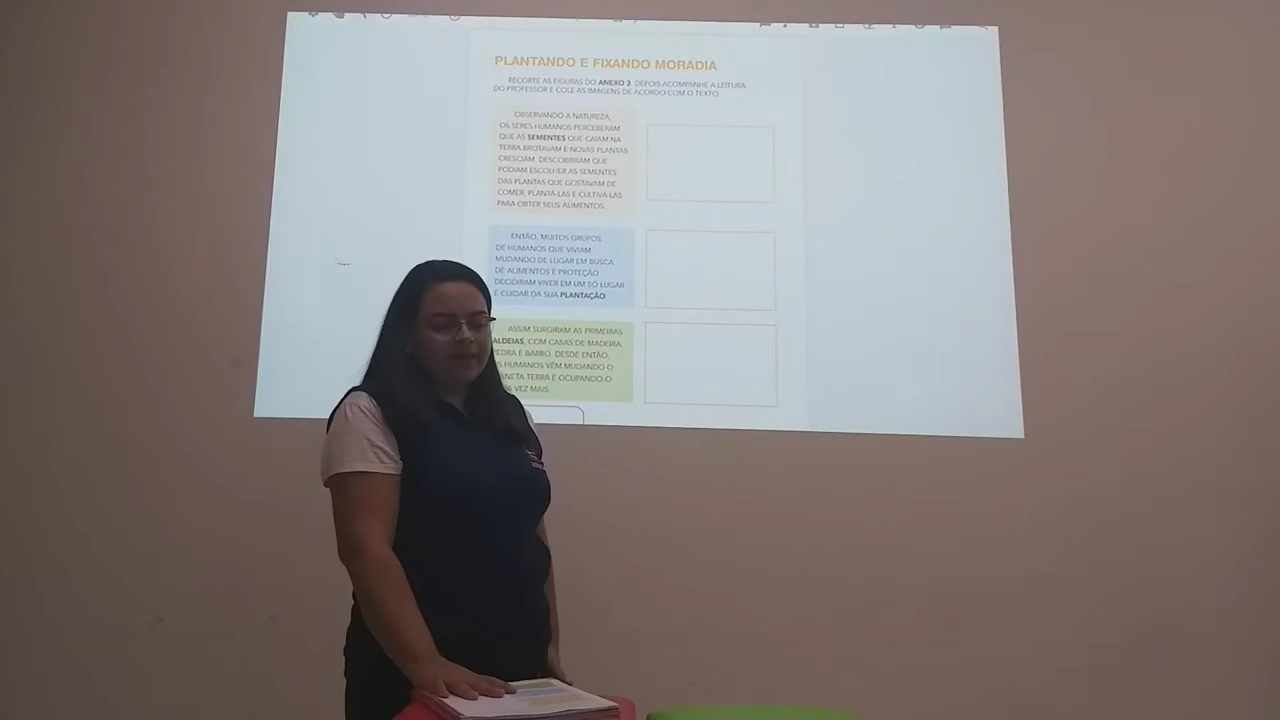 PLANTANDO E FIXANDO MORADIA
RECORTE AS FIGURAS DO ANEXO 3. DEPOIS ACOMPANHE A LEITURA
DO PROFESSOR E COLE AS IMAGENS DE ACORDO COM O TEXTO.
OBSERVANDO A NATUREZA,
OS SERES HUMANOS PERCEBERAM
QUE AS SEMENTES QUE CAÍAM NA
TERRA BROTAVAM E NOVAS PLANTAS
CRESCIAM. DESCOBRIRAM QUE
PODIAM ESCOLHER AS SEMENTES
DAS PLANTAS QUE GOSTAVAM DE
COMER, PLANTÁ-LAS E CULTIVÁ-LAS
PARA OBTER SEUS ALIMENTOS.
ENTÃO, MUITOS GRUPOS
DE HUMANOS QUE VIVIAM
MUDANDO DE LUGAR EM BUSCA
DE ALIMENTOS E PROTEÇÃO
DECIDIRAM VIVER EM UM SÓ LUGAR
E CUIDAR DA SUA PLANTAÇÃO.
ASSIM SURGIRAM AS PRIMEIRAS
ALDEIAS, COM CASAS DE MADEIRA,
PEDRA E BARRO. DESDE ENTÃO,
OS HUMANOS VÊM MUDANDO O
PLANETA TERRA E OCUPANDO-O
VEZ MAIS.